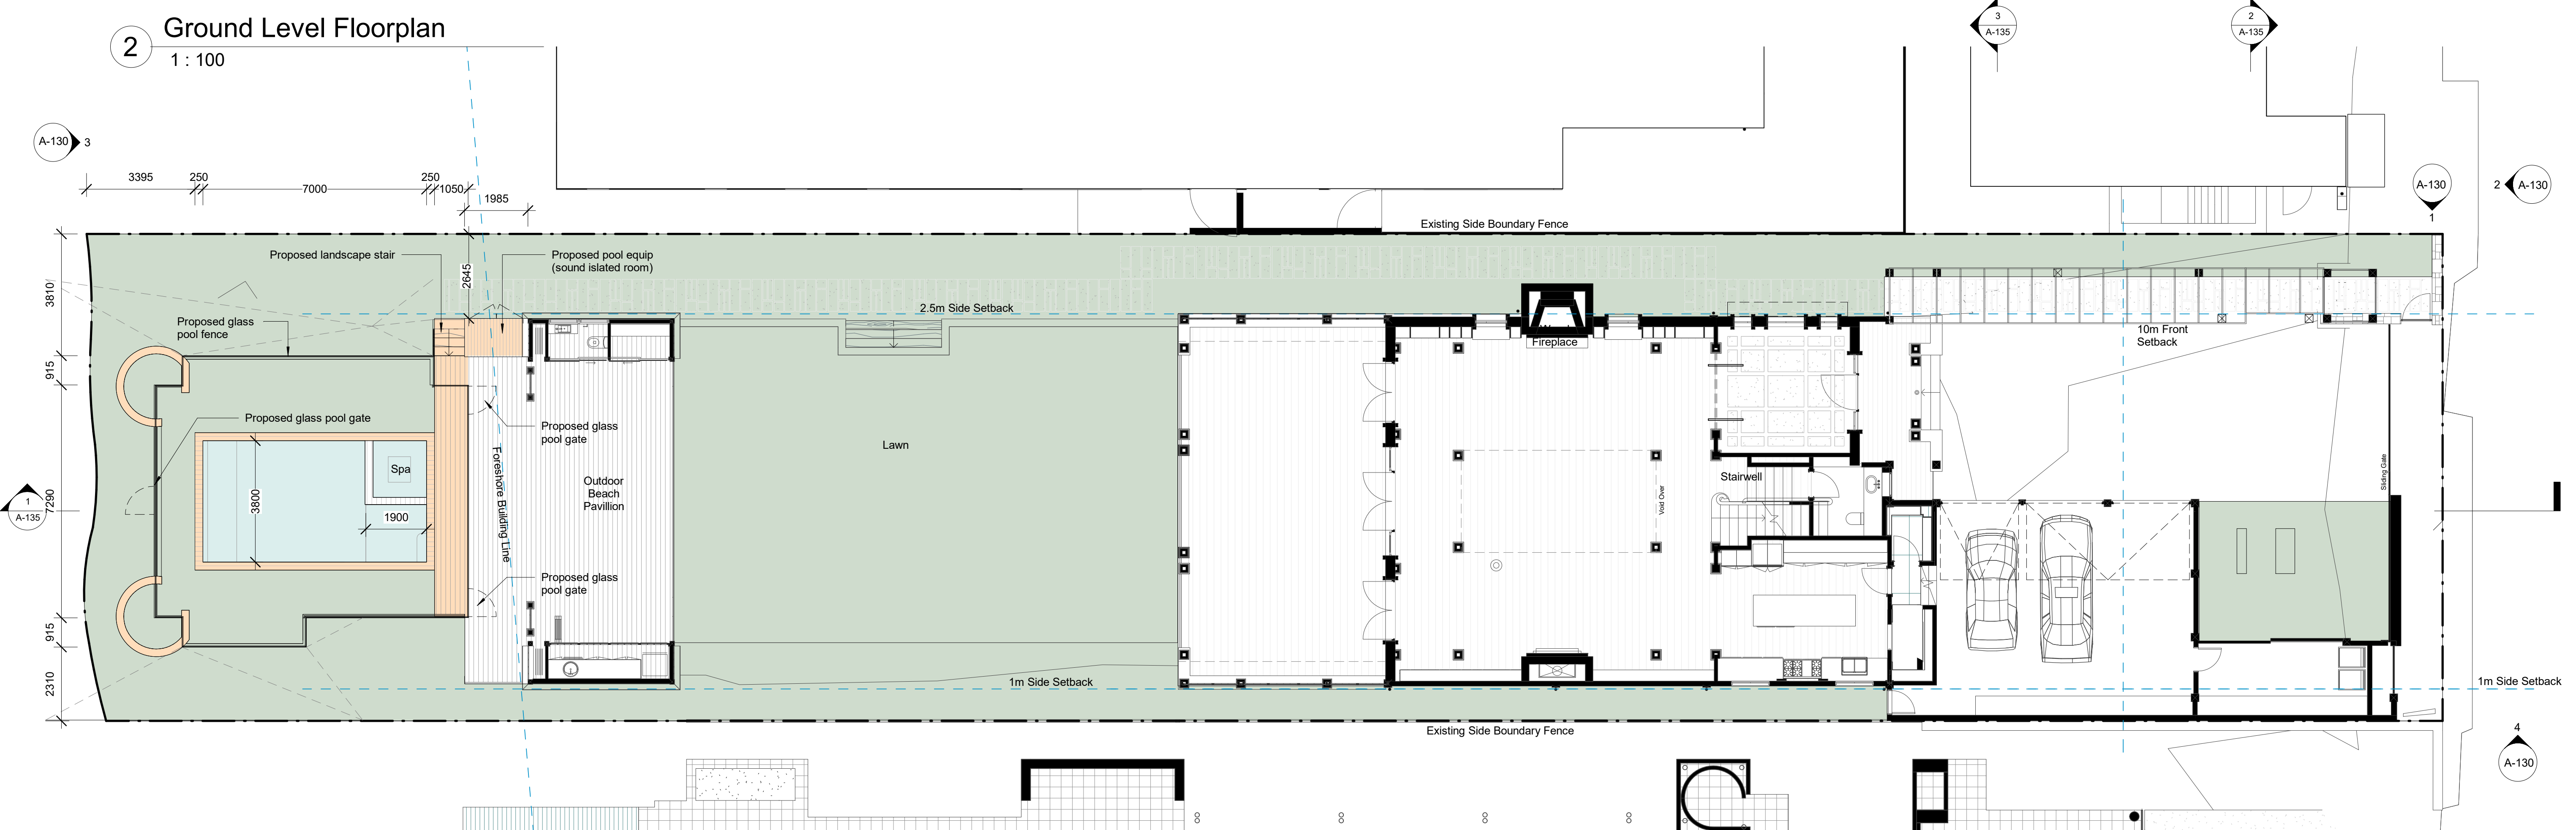 2
Ground Level Floorplan
1 : 100
3
A-135
2
A-135
A-130
3
A-130
1
2
A-130
3395
250
7000
250
1050
1985
Existing Side Boundary Fence
Proposed landscape stair
2645
Proposed pool equip
(sound islated room)
3810
2.5m Side Setback
Proposed glass
pool fence
10m Front
Setback
Fireplace
915
Proposed glass pool gate
Proposed glass
pool gate
Foreshore Building Line
Lawn
Spa
Stairwell
Sliding Gate
Outdoor
Beach
Pavillion
3800
Void Over
1
A-135
7290
1900
Proposed glass
pool gate
915
2310
1m Side Setback
1m Side Setback
Existing Side Boundary Fence
4
A-130